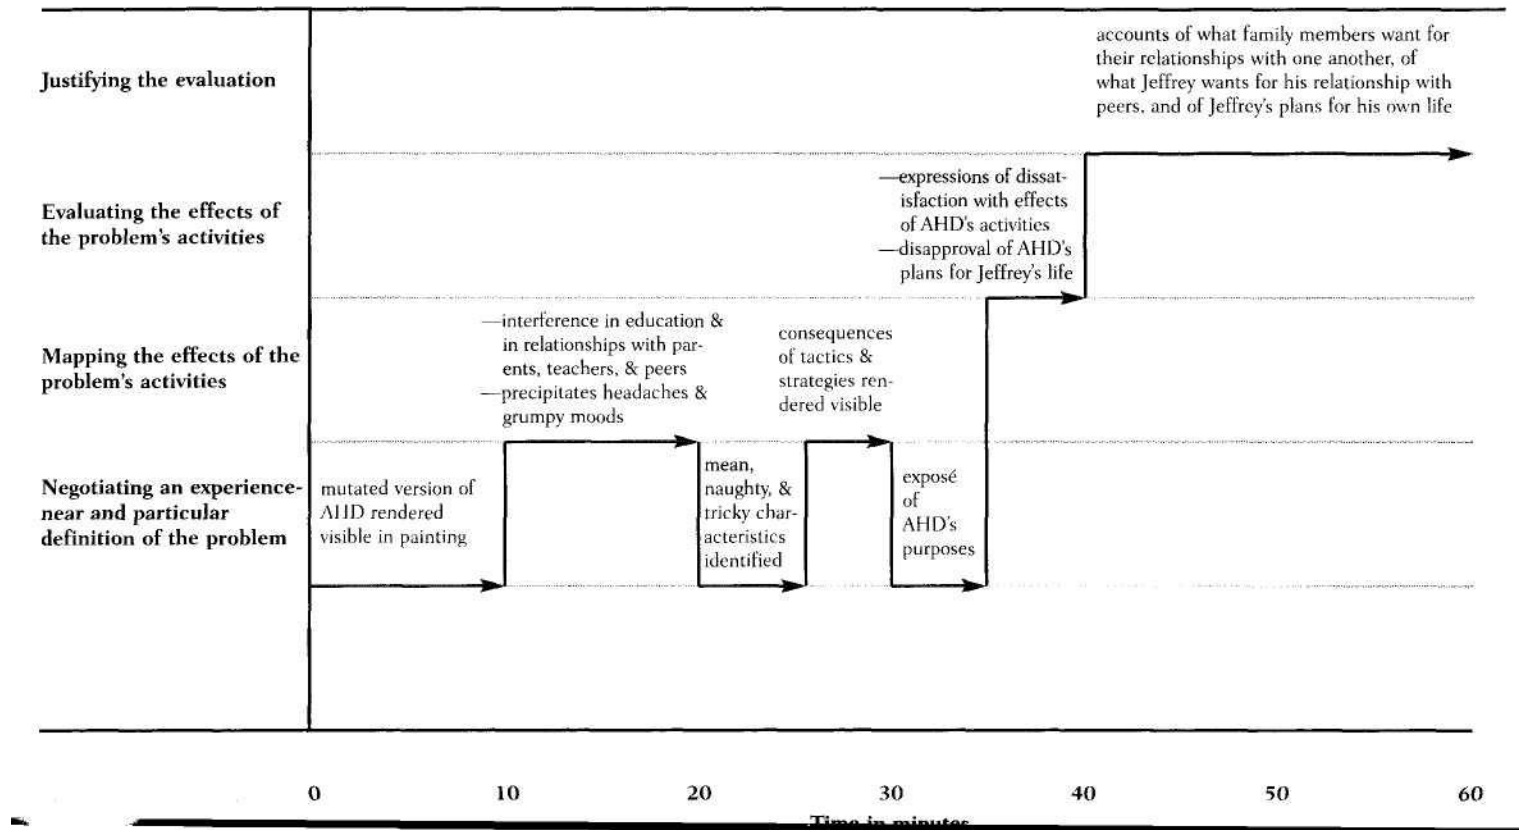 accounts of what family members want for
their relationships with one another, of
what Jeffrey wants for his relationship with
peers, and of Jeffrey's plans for his own life
Justifying the evaluation
—expressions of dissat-
isfaction with effects
of AHD's activities
—disapproval of AHD's
plans for Jeffrey's life
Evaluating the effects of
the problem's activities
—interference in education &
in relationships with par-
ents, teachers, & peers
—precipitates headaches &
grumpy moods
consequences
of tactics &
strategies ren-
dered visible
Mapping the effects of the
problem's activities
Negotiating an experience-
near and particular
definition of the problem
mutated version of
AHD rendered
visible in painting
mean,
naughty, &
tricky char-
acteristics
identified
exposé
of
AHD's
purposes
0 10 20 30 40 50 60
Time in minutes